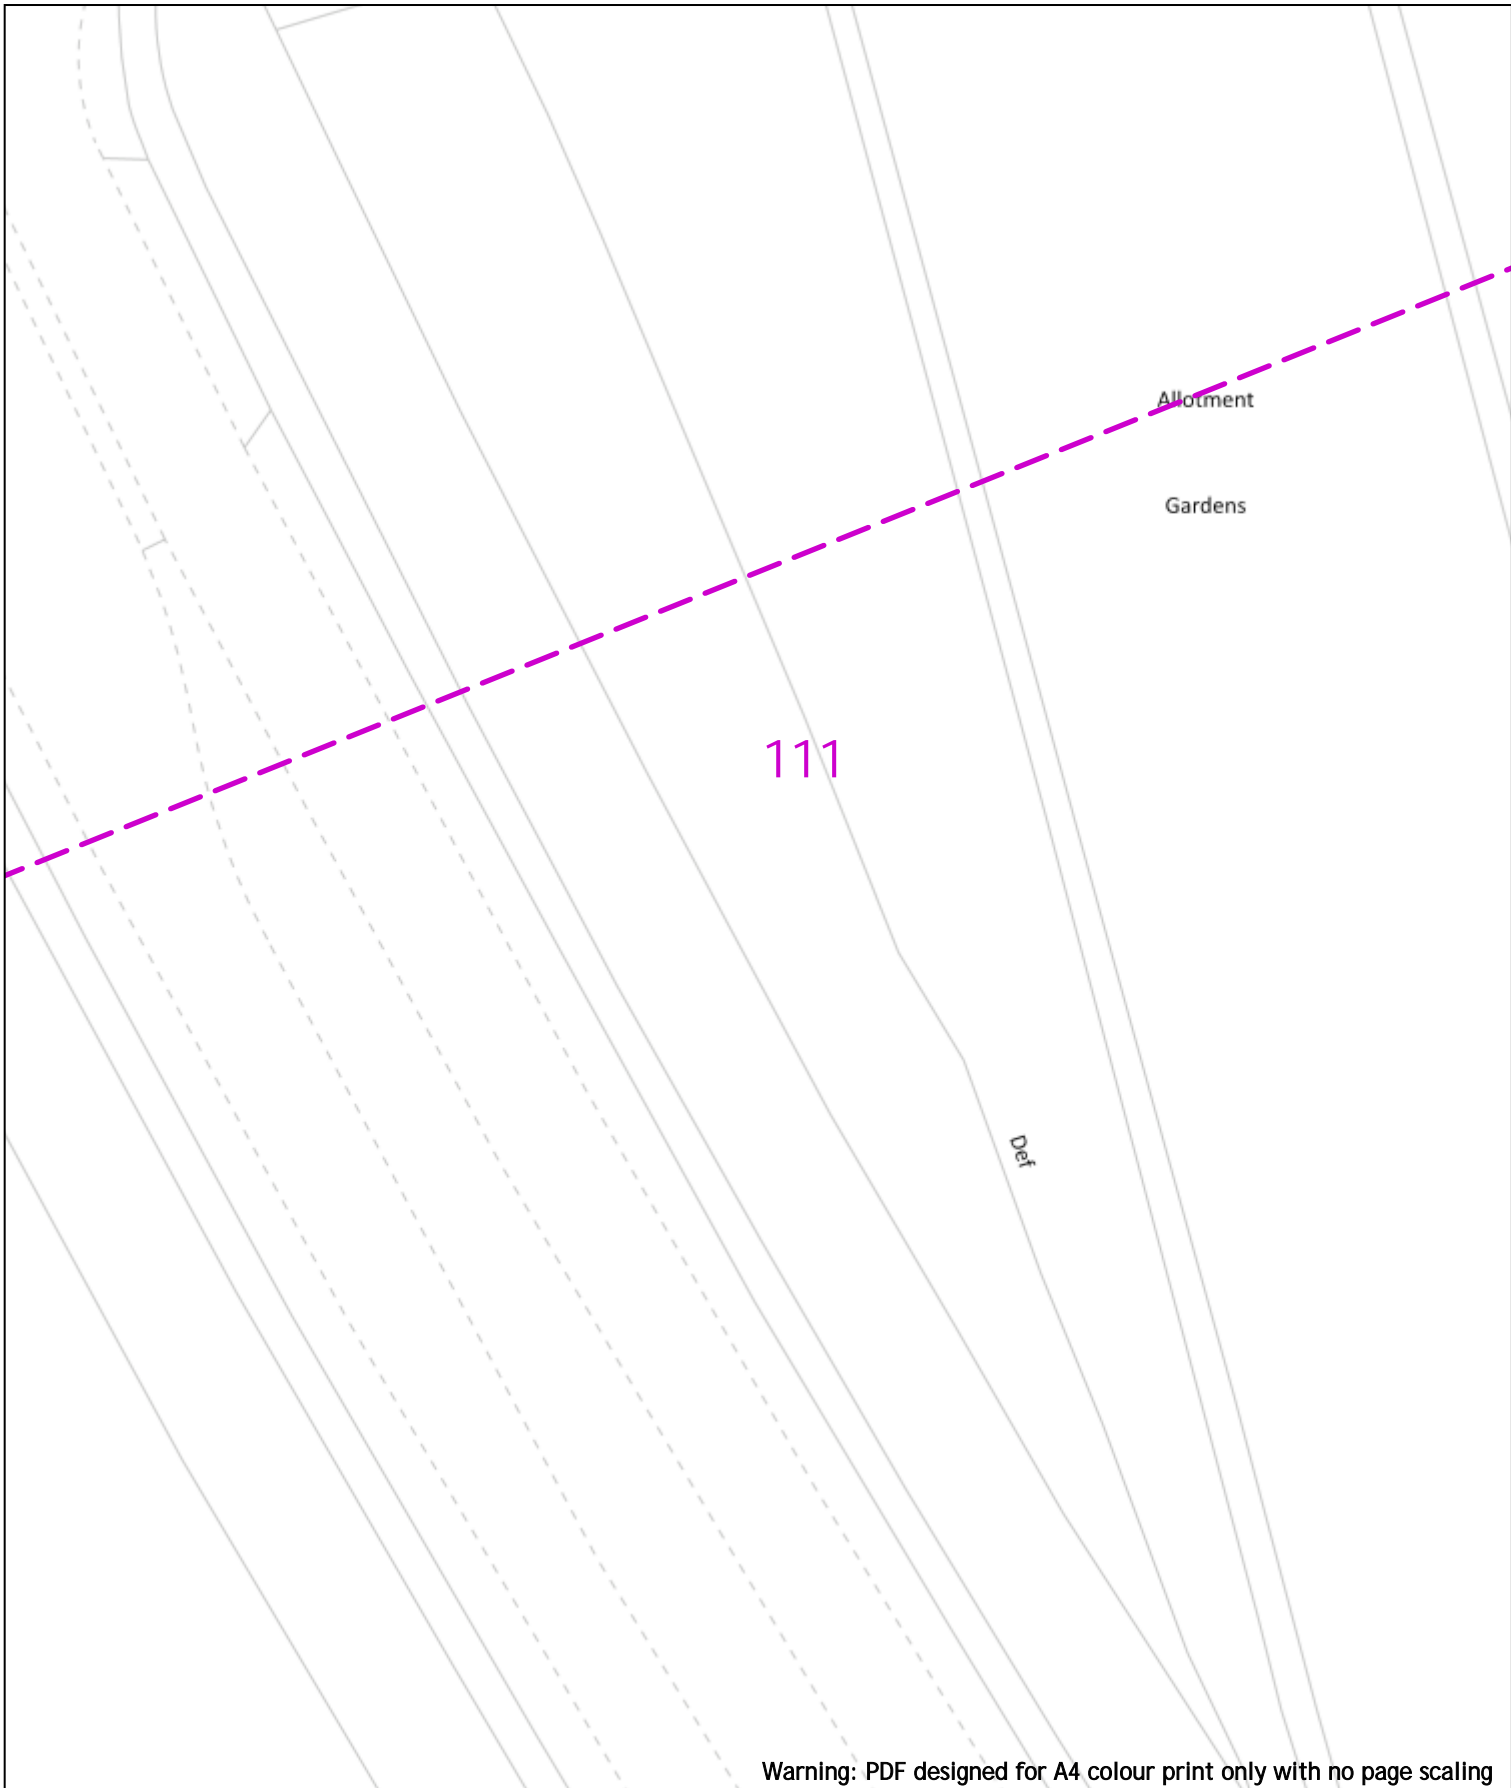 Allotment
Gardens
111
Def
Warning: PDF designed for A4 colour print only with no page scaling